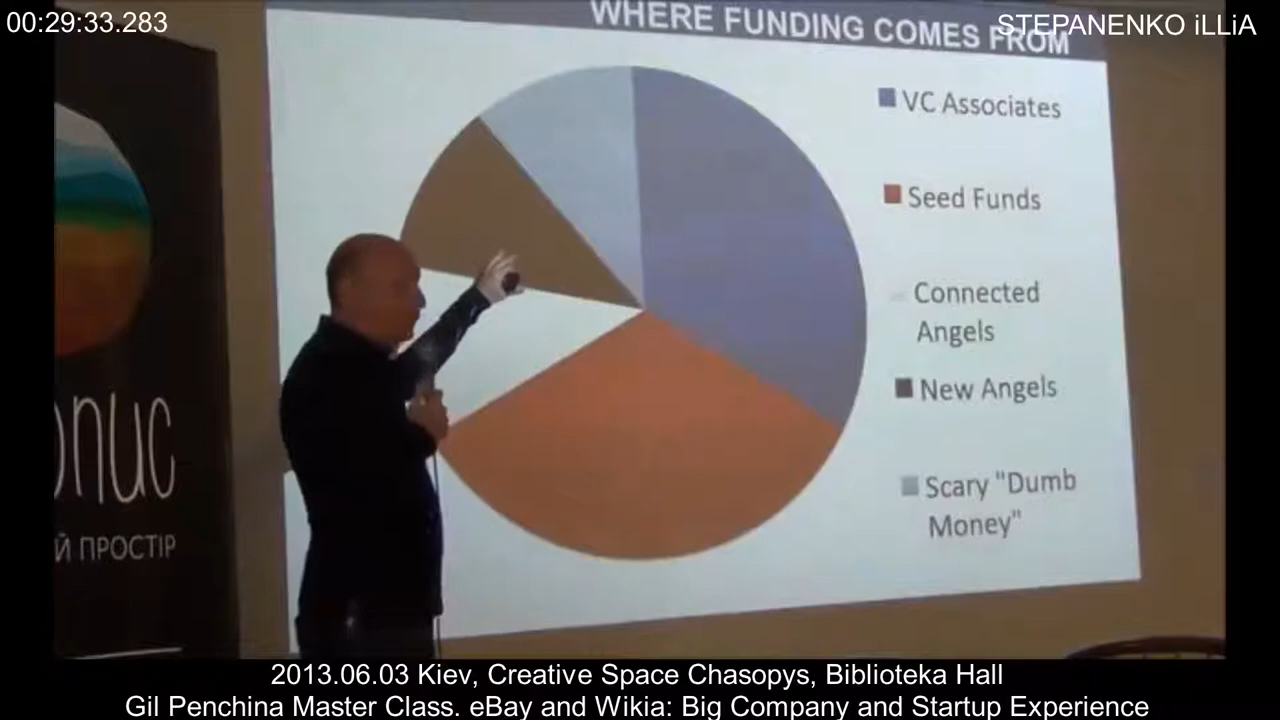 00:29:33.283
STEPANENKO iLLiA
WHERE FUNDING COMES FROM
VC Associates
Seed Funds
Connected
Angels
New Angels
Scary "Dumb
Money"
опис
Й ПРОСТІР
2013.06.03 Kiev, Creative Space Chasopys, Biblioteka Hall
Gil Penchina Master Class. eBay and Wikia: Big Company and Startup Experience